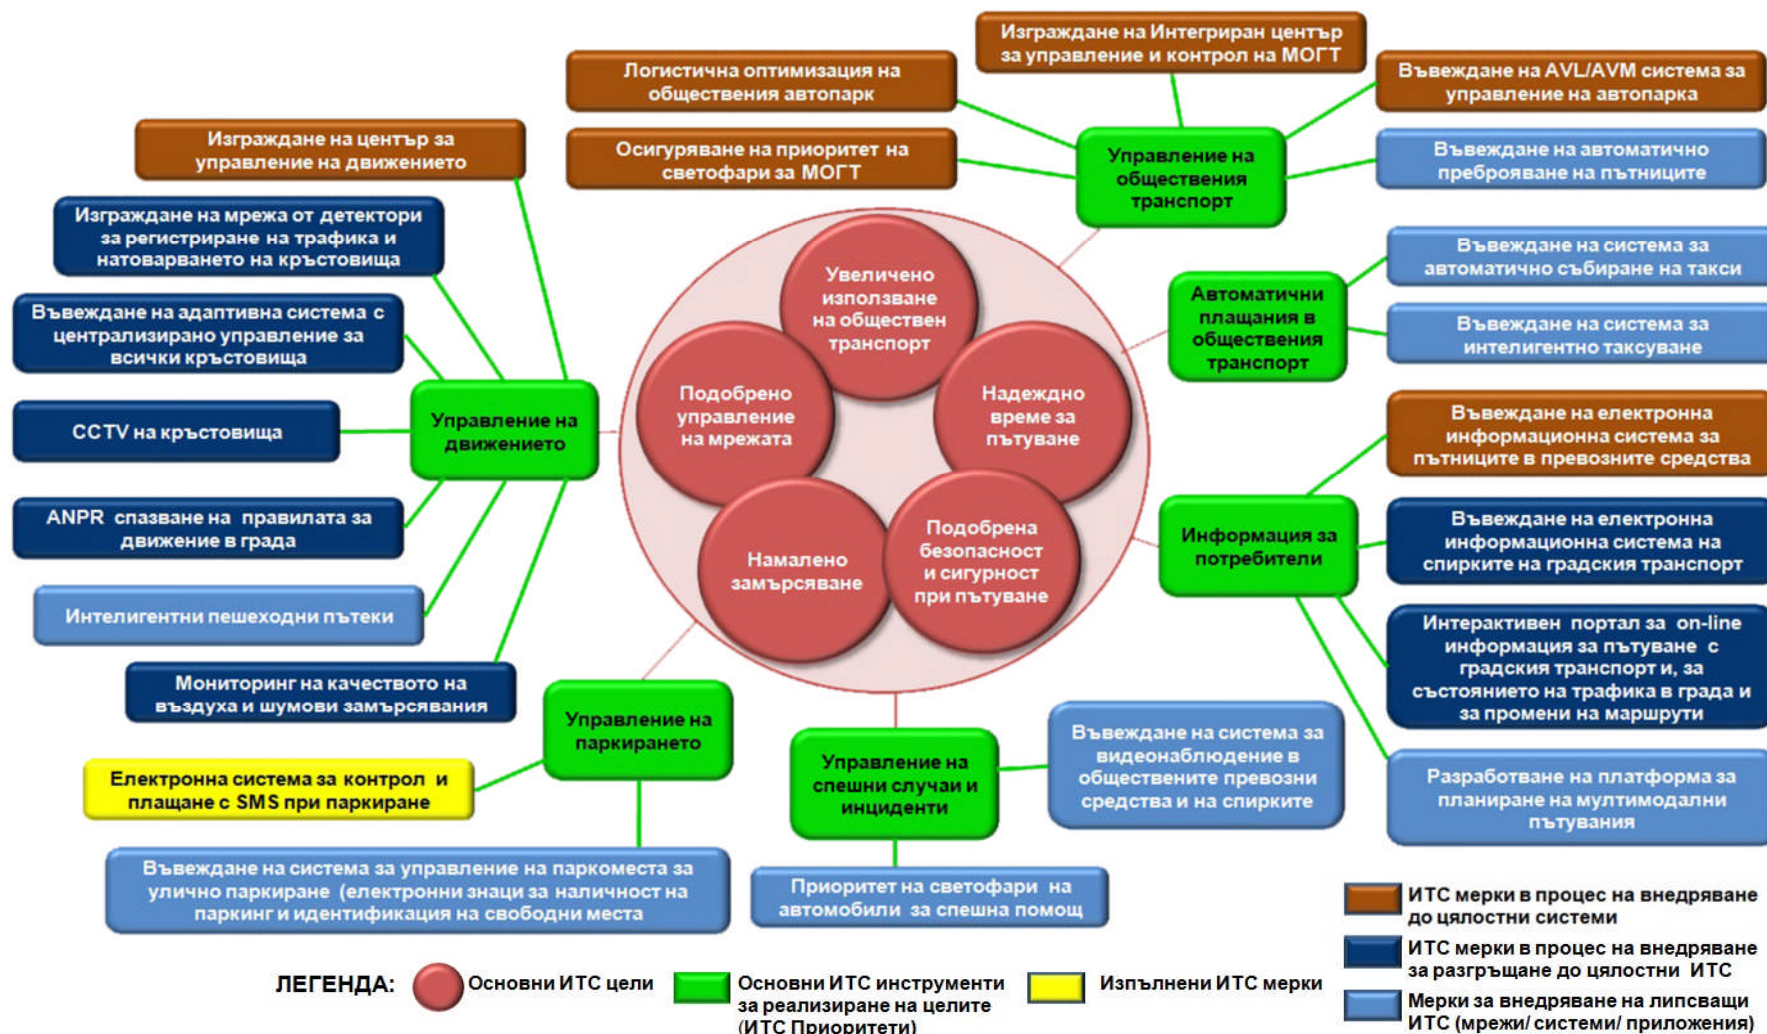 Изграждане на Интегриран център
за управление и контрол на МОГТ
Логистична оптимизация на
обществения автопарк
Въвеждане на AVL/AVM система за
управление на автопарка
Изграждане на център за
управление на движението
Осигуряване на приоритет на
светофари за МОГТ
Управление на
обществения
транспорт
Въвеждане на автоматично
преброяване на пътниците
Изграждане на мрежа от детектори
за регистриране на трафика и
натоварването на кръстовища
Въвеждане на система за
автоматично събиране на такси
Увеличено
използване
на обществен
транспорт
Автоматични
плащания в
обществения
транспорт
Въвеждане на адаптивна система с
централизирано управление за
всички кръстовища
Въвеждане на система за
интелигентно таксуване
Подобрено
управление
на мрежата
Надеждно
време за
пътуване
Управление на
движението
CCTV на кръстовища
Въвеждане на електронна
информационна система за
пътниците в превозните средства
ANPR спазване на правилата за
движение в града
Намалено
замърсяване
Подобрена
безопасност
и сигурност
при пътуване
Информация за
потребители
Въвеждане на електронна
информационна система на
спирките на градския транспорт
Интелигентни пешеходни пътеки
Интерактивен портал за on-line
информация за пътуване с
градския транспорт и, за
състоянието на трафика в града и
за промени на маршрути
Мониторинг на качеството на
въздуха и шумови замърсявания
Управление на
паркирането
Управление на
спешни случаи и
инциденти
Въвеждане на система за
видеонаблюдение в
обществените превозни
средства и на спирките
Електронна система за контрол и
плащане с SMS при паркиране
Разработване на платформа за
планиране на мултимодални
пътувания
Въвеждане на система за управление на паркоместа за
улично паркиране (електронни знаци за наличност на
паркинг и идентификация на свободни места
Приоритет на светофари на
автомобили за спешна помощ
ИТС мерки в процес на внедряване
до цялостни системи
ИТС мерки в процес на внедряване
за разгръщане до цялостни ИТС
Мерки за внедряване на липсващи
ИТС (мрежи/ системи/ приложения)
ЛЕГЕНДА:
Основни ИТС цели
Основни ИТС инструменти
за реализиране на целите
(ИТС Приоритети)
Изпълнени ИТС мерки